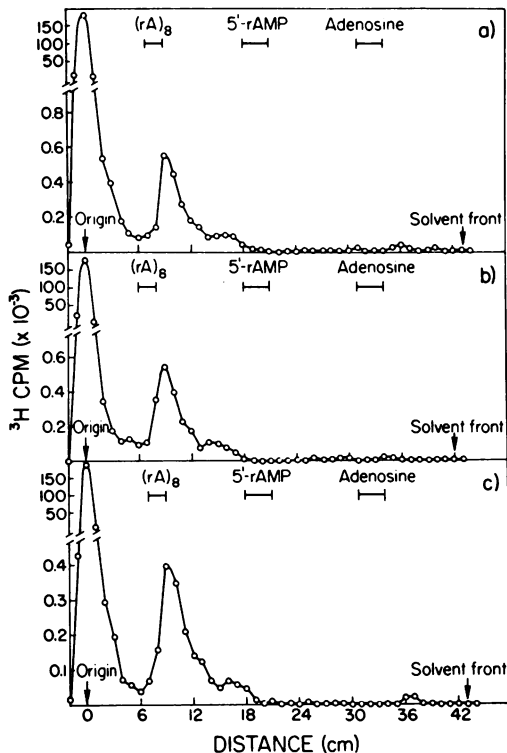 (rA)8 5'-rAMP Adenosine
a)
150
100
50
0.8
0.6
0.4
0.2
Origin
Solvent front
(rA)8 5'-rAMP Adenosine
b)
150
100
50
0.6
0.4
0.2
Origin
Solvent front
(rA)8 5'-rAMP Adenosine
c)
150
100
50
0.4
0.3
0.2
0.1
Origin
Solvent front
0 6 12 18 24 30 36 42
DISTANCE (cm)
³H CPM (x 10⁻³)